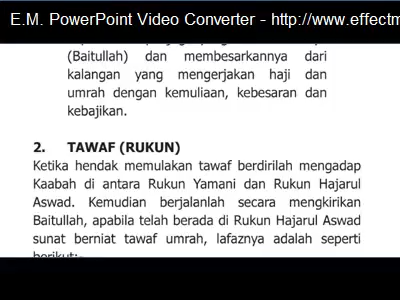 E.M. PowerPoint Video Converter - http://www.effectm
(Baitullah) dan membesarkannya dari
kalangan yang mengerjakan haji dan
umrah dengan kemuliaan, kebesaran dan
kebajikan.
2. TAWAF (RUKUN)
Ketika hendak memulakan tawaf berdirilah mengadap
Kaabah di antara Rukun Yamani dan Rukun Hajarul
Aswad. Kemudian berjalanlah secara mengkirikan
Baitullah, apabila telah berada di Rukun Hajarul Aswad
sunat berniat tawaf umrah, lafaznya adalah seperti
berikut:-